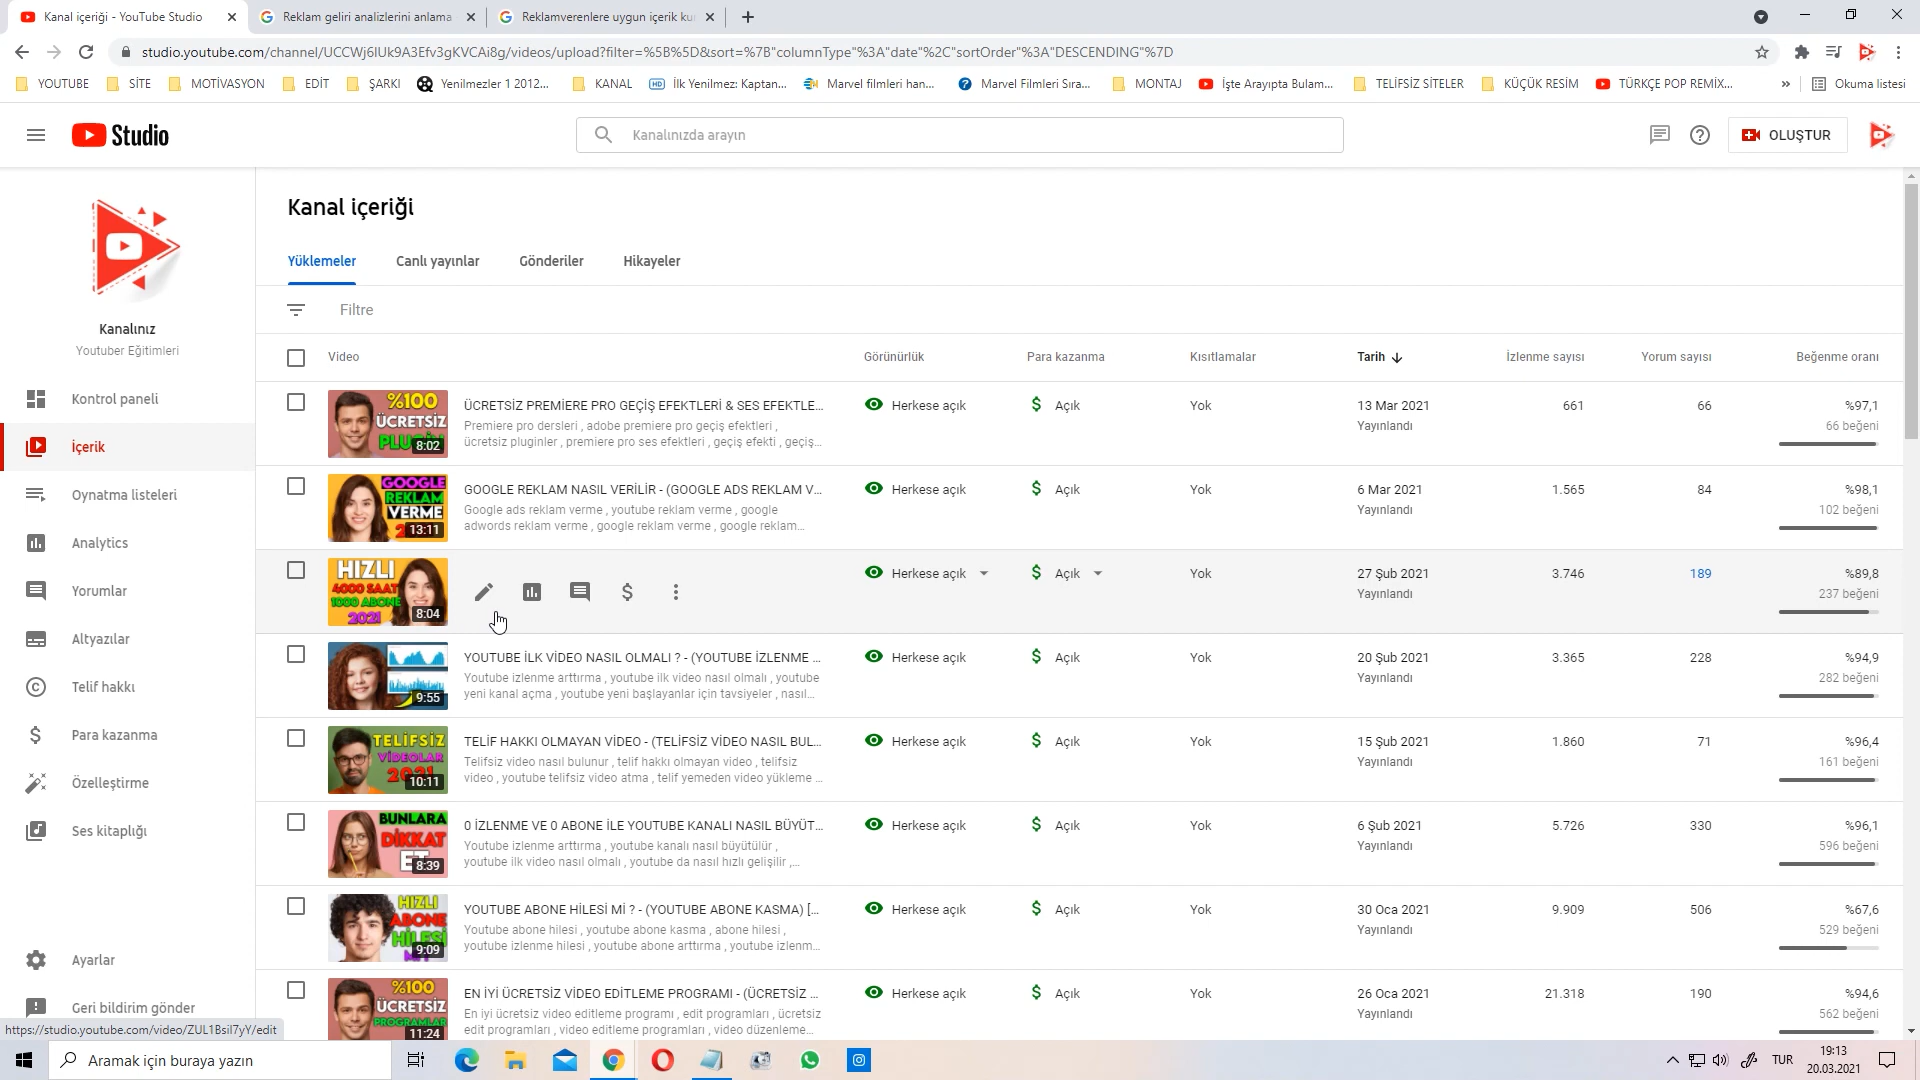 Kanal içeriği - YouTube Studio
Reklam geliri analizlerini anlama
Reklamverenlere uygun içerik ku
studio.youtube.com/channel/UCCWj6IUk9A3Efv3gKVCAi8g/videos/upload?filter=%5B%5D&sort=%7B"columnType"%3A"date"%2C"sortOrder"%3A"DESCENDING"%7D
YOUTUBE
SİTE
MOTİVASYON
EDİT
ŞARKI
Yenilmezler 1 2012...
KANAL
İlk Yenilmez: Kaptan...
Marvel filmleri han...
Marvel Filmleri Sıra...
MONTAJ
İşte Arayıpta Bulam...
TELİFSİZ SİTELER
KÜÇÜK RESİM
TÜRKÇE POP REMİX...
»
Okuma listesi
Studio
Kanalınızda arayın
OLUŞTUR
Kanalınız
Youtuber Eğitimleri
Kontrol paneli
İçerik
Oynatma listeleri
Analytics
Yorumlar
Altyazılar
Telif hakkı
Para kazanma
Özelleştirme
Ses kitaplığı
Ayarlar
Geri bildirim gönder
Kanal içeriği
Yüklemeler
Canlı yayınlar
Gönderiler
Hikayeler
Filtre
Video
Görünürlük
Para kazanma
Kısıtlamalar
Tarih
İzlenme sayısı
Yorum sayısı
Beğenme oranı
%100
ÜCRETSİZ
PLUGİN
8:02
ÜCRETSİZ PREMİERE PRO GEÇİŞ EFEKTLERİ & SES EFEKTLE...
Premiere pro dersleri , adobe premiere pro geçiş efektleri ,
ücretsiz pluginler , premiere pro ses efektleri , geçiş efekti , geçiş...
Herkese açık
Açık
Yok
13 Mar 2021
Yayınlandı
661
66
%97,1
66 beğeni
GOOGLE
REKLAM
VERME
13:11
GOOGLE REKLAM NASIL VERİLİR - (GOOGLE ADS REKLAM V...
Google ads reklam verme , youtube reklam verme , google
adwords reklam verme , google reklam verme , google reklam...
Herkese açık
Açık
Yok
6 Mar 2021
Yayınlandı
1.565
84
%98,1
102 beğeni
HIZLI
4000 SAAT
1000 ABONE
2021
8:04
Herkese açık
Açık
Yok
27 Şub 2021
Yayınlandı
3.746
189
%89,8
237 beğeni
9:55
YOUTUBE İLK VİDEO NASIL OLMALI ? - (YOUTUBE İZLENME ...
Youtube izlenme arttırma , youtube ilk video nasıl olmalı , youtube
yeni kanal açma , youtube yeni başlayanlar için tavsiyeler , nasıl...
Herkese açık
Açık
Yok
20 Şub 2021
Yayınlandı
3.365
228
%94,9
282 beğeni
TELİFSİZ
VİDEOLAR
2021
10:11
TELİF HAKKI OLMAYAN VİDEO - (TELİFSİZ VİDEO NASIL BUL...
Telifsiz video nasıl bulunur , telif hakkı olmayan video , telifsiz
video , youtube telifsiz video atma , telif yemeden video yükleme ...
Herkese açık
Açık
Yok
15 Şub 2021
Yayınlandı
1.860
71
%96,4
161 beğeni
BUNLARA
DİKKAT
ET
8:39
0 İZLENME VE 0 ABONE İLE YOUTUBE KANALI NASIL BÜYÜT...
Youtube izlenme arttırma , youtube kanalı nasıl büyütülür ,
youtube ilk video nasıl olmalı , youtube da nasıl hızlı gelişilir ,...
Herkese açık
Açık
Yok
6 Şub 2021
Yayınlandı
5.726
330
%96,1
596 beğeni
HIZLI
ABONE
HİLESİ
9:09
YOUTUBE ABONE HİLESİ Mİ ? - (YOUTUBE ABONE KASMA) [...
Youtube abone hilesi , youtube abone kasma , abone hilesi ,
youtube izlenme hilesi , youtube abone arttırma , youtube izlenm...
Herkese açık
Açık
Yok
30 Oca 2021
Yayınlandı
9.909
506
%67,6
529 beğeni
%100
ÜCRETSİZ
PROGRAMLAR
11:24
EN İYİ ÜCRETSİZ VİDEO EDİTLEME PROGRAMI - (ÜCRETSİZ ...
En iyi ücretsiz video editleme programı , edit programları , ücretsiz
edit programları , video editleme programları , video düzenleme...
Herkese açık
Açık
Yok
26 Oca 2021
Yayınlandı
21.318
190
%94,6
562 beğeni
https://studio.youtube.com/video/ZUL1Bsil7yY/edit
Aramak için buraya yazın
TUR
19:13
20.03.2021